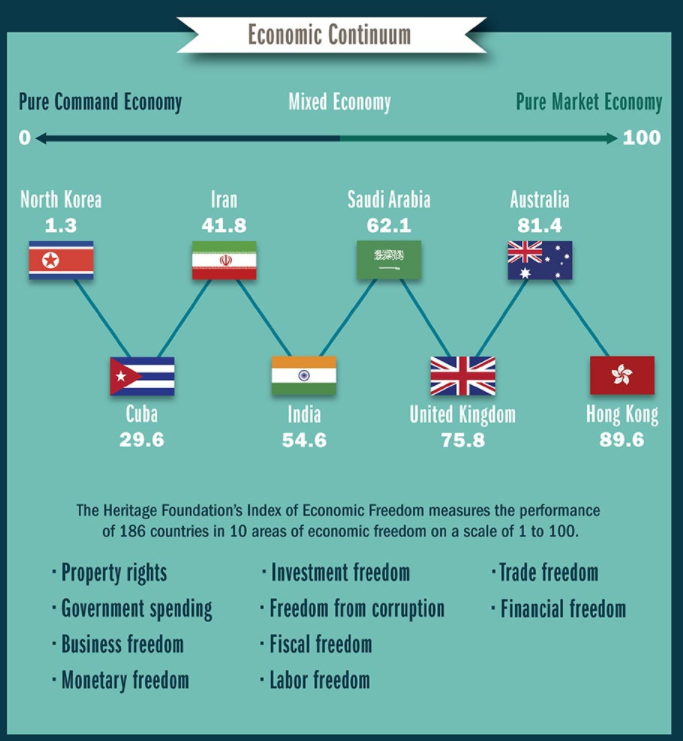 Economic Continuum
Pure Command Economy
Mixed Economy
Pure Market Economy
0
100
North Korea
1.3
Iran
41.8
Saudi Arabia
62.1
Australia
81.4
Cuba
29.6
India
54.6
United Kingdom
75.8
Hong Kong
89.6
The Heritage Foundation's Index of Economic Freedom measures the performance
of 186 countries in 10 areas of economic freedom on a scale of 1 to 100.
· Property rights
· Government spending
· Business freedom
· Monetary freedom
· Investment freedom
· Freedom from corruption
· Fiscal freedom
· Labor freedom
· Trade freedom
· Financial freedom